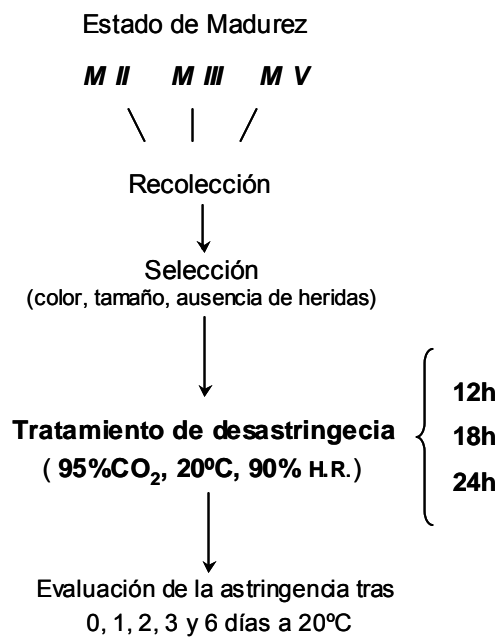 Estado de Madurez
M II M III M V
Recolección
Selección
(color, tamaño, ausencia de heridas)
Tratamiento de desastringecia
( 95%CO₂, 20ºC, 90% H.R.)
12h
18h
24h
Evaluación de la astringencia tras
0, 1, 2, 3 y 6 días a 20ºC